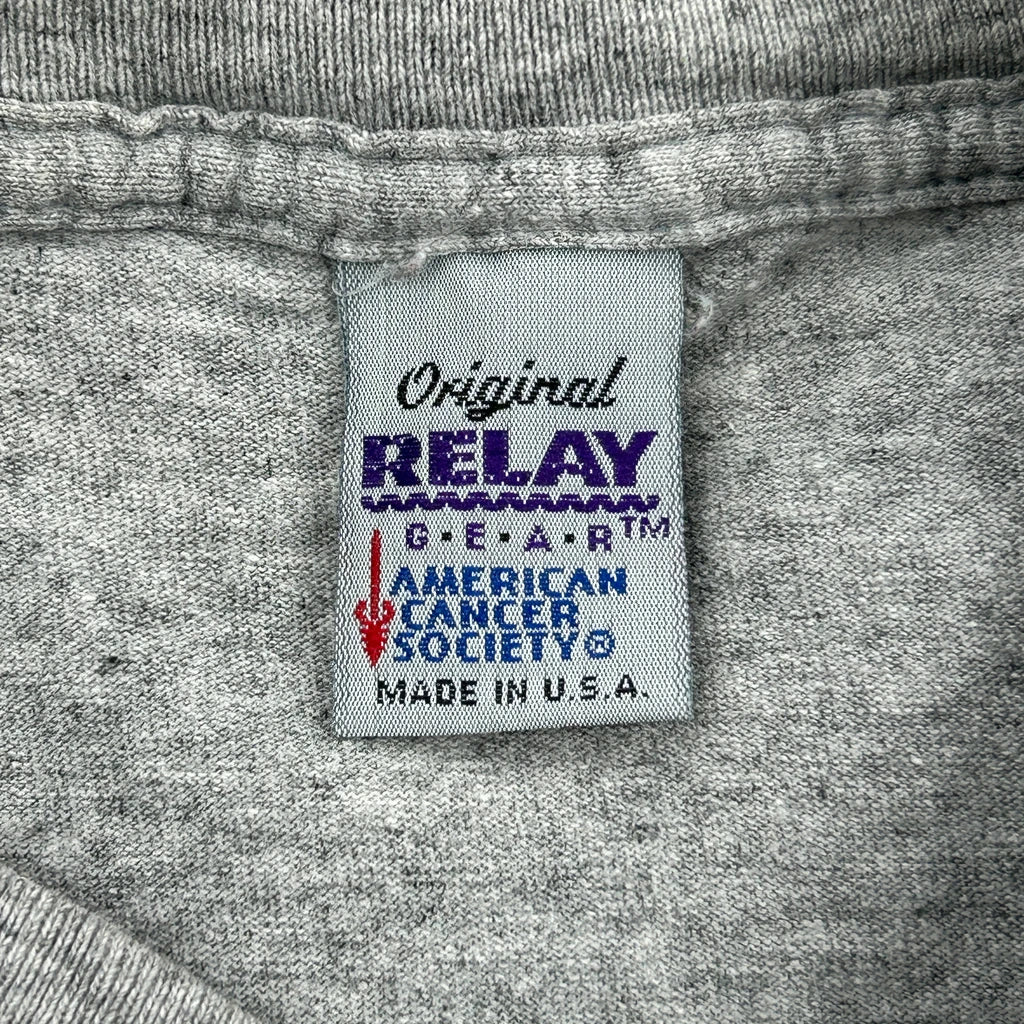 Original
RELAY
G·E·A·R™
AMERICAN
CANCER
SOCIETY®
MADE IN U.S.A.